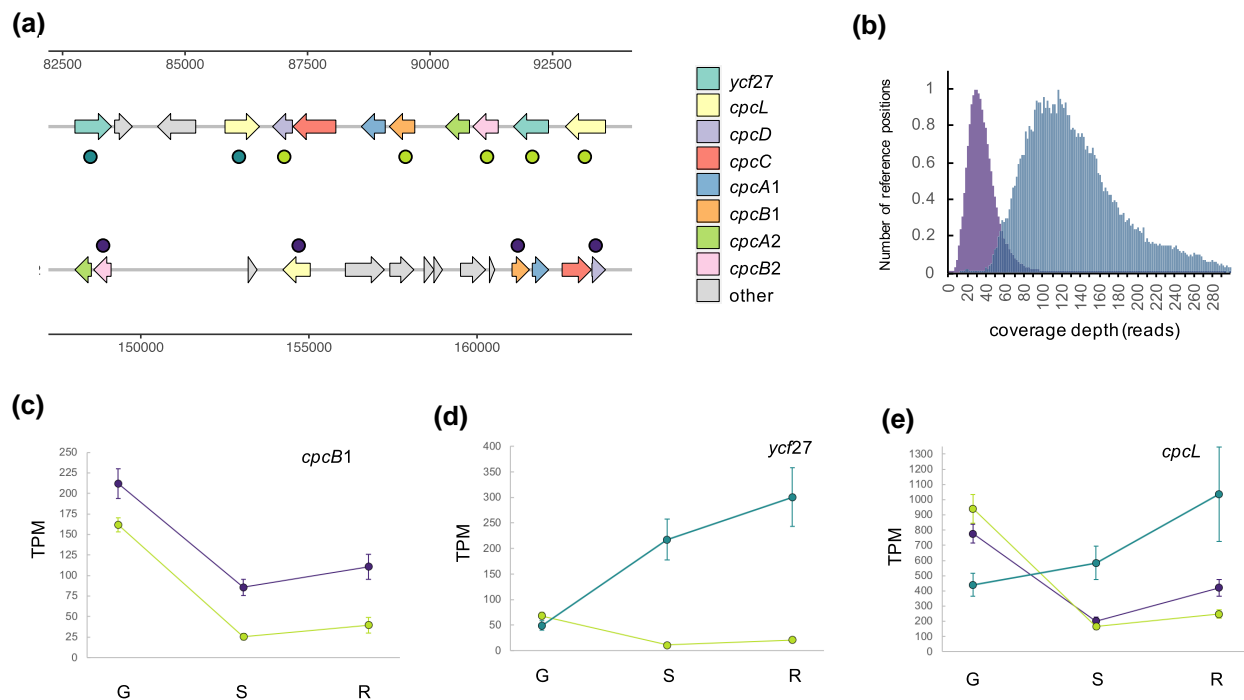 (a)
82500 85000 87500 90000 92500
150000 155000 160000
ycf27
cpcL
cpcD
cpcC
cpcA1
cpcB1
cpcA2
cpcB2
other
(b)
Number of reference positions
1
0.8
0.6
0.4
0.2
0
0 20 40 60 80 100 120 140 160 180 200 220 240 260 280
coverage depth (reads)
(c)
cpcB1
TPM
250
225
200
175
150
125
100
75
50
25
0
G S R
(d)
ycf27
TPM
400
350
300
250
200
150
100
50
0
G S R
(e)
cpcL
TPM
1300
1200
1100
1000
900
800
700
600
500
400
300
200
100
0
G S R